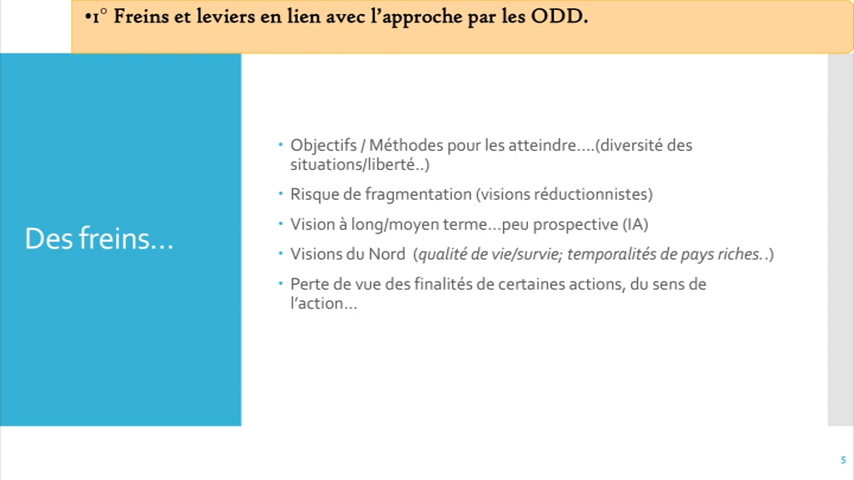 •1° Freins et leviers en lien avec l'approche par les ODD.
Des freins...
• Objectifs / Méthodes pour les atteindre....(diversité des
situations/liberté..)
• Risque de fragmentation (visions réductionnistes)
• Vision à long/moyen terme...peu prospective (IA)
• Visions du Nord (qualité de vie/survie; temporalités de pays riches..)
• Perte de vue des finalités de certaines actions, du sens de
l'action...
5